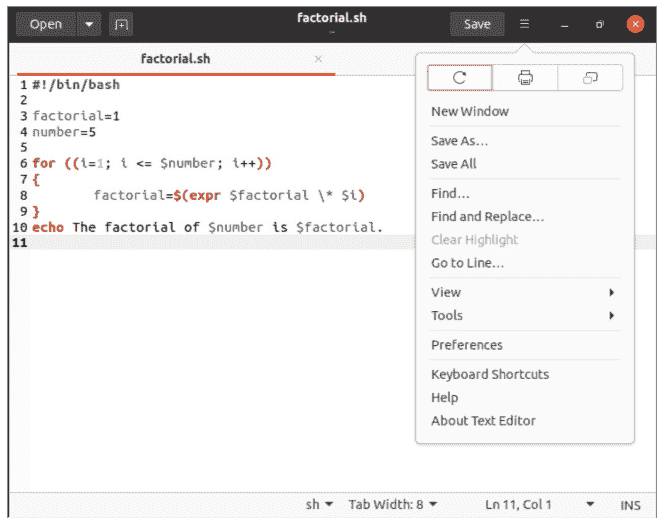 Open
factorial.sh
Save
factorial.sh
1 #!/bin/bash
2
3 factorial=1
4 number=5
5
6 for ((i=1; i <= $number; i++))
7 {
8         factorial=$(expr $factorial \* $i)
9 }
10 echo The factorial of $number is $factorial.
11
New Window
Save As...
Save All
Find...
Find and Replace...
Clear Highlight
Go to Line...
View
Tools
Preferences
Keyboard Shortcuts
Help
About Text Editor
sh Tab Width: 8 Ln 11, Col 1 INS